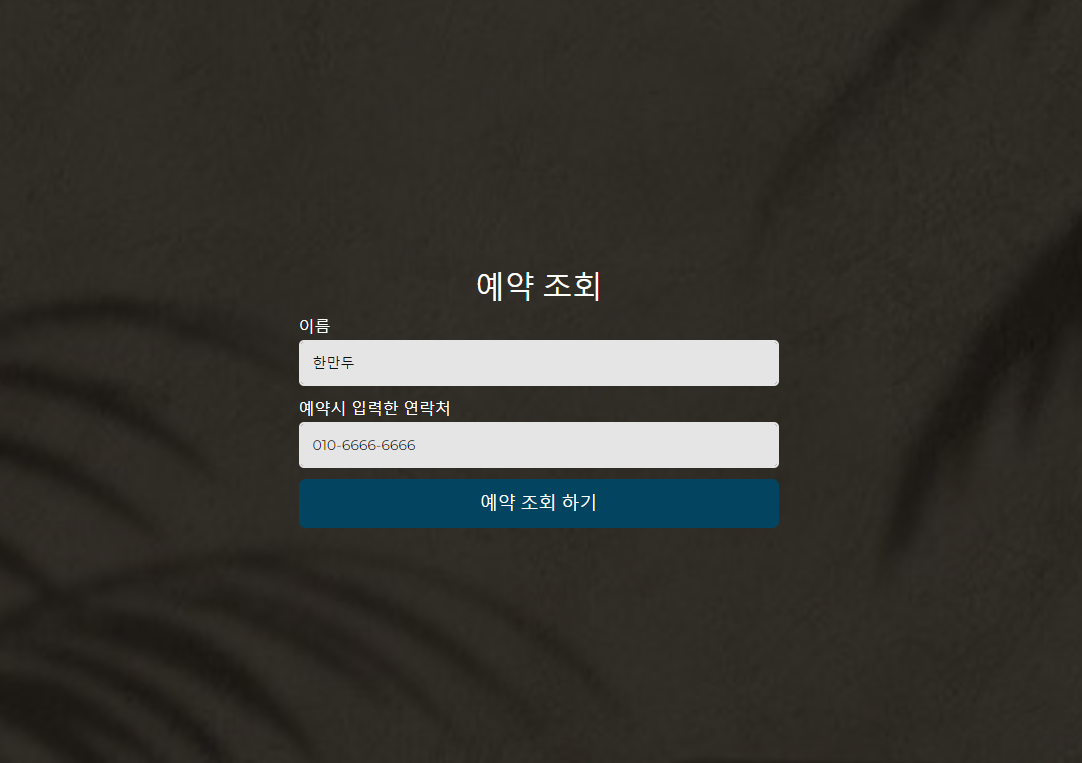 예약 조회
이름
한만두
예약시 입력한 연락처
010-6666-6666
예약 조회 하기